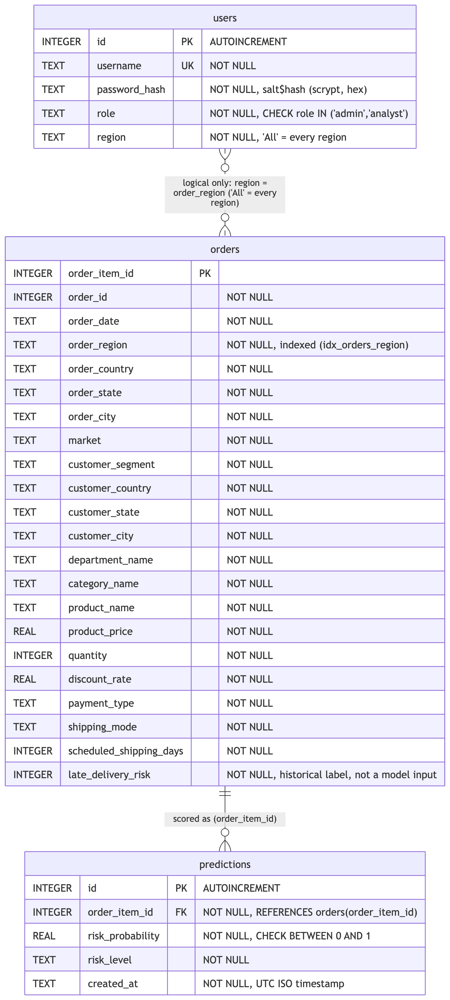 users
INTEGER id PK AUTOINCREMENT
TEXT username UK NOT NULL
TEXT password_hash NOT NULL, salt$hash (scrypt, hex)
TEXT role NOT NULL, CHECK role IN ('admin','analyst')
TEXT region NOT NULL, 'All' = every region
logical only: region =
order_region ('All' = every
region)
orders
INTEGER order_item_id PK
INTEGER order_id NOT NULL
TEXT order_date NOT NULL
TEXT order_region NOT NULL, indexed (idx_orders_region)
TEXT order_country NOT NULL
TEXT order_state NOT NULL
TEXT order_city NOT NULL
TEXT market NOT NULL
TEXT customer_segment NOT NULL
TEXT customer_country NOT NULL
TEXT customer_state NOT NULL
TEXT customer_city NOT NULL
TEXT department_name NOT NULL
TEXT category_name NOT NULL
TEXT product_name NOT NULL
REAL product_price NOT NULL
INTEGER quantity NOT NULL
REAL discount_rate NOT NULL
TEXT payment_type NOT NULL
TEXT shipping_mode NOT NULL
INTEGER scheduled_shipping_days NOT NULL
INTEGER late_delivery_risk NOT NULL, historical label, not a model input
scored as (order_item_id)
predictions
INTEGER id PK AUTOINCREMENT
INTEGER order_item_id FK NOT NULL, REFERENCES orders(order_item_id)
REAL risk_probability NOT NULL, CHECK BETWEEN 0 AND 1
TEXT risk_level NOT NULL
TEXT created_at NOT NULL, UTC ISO timestamp